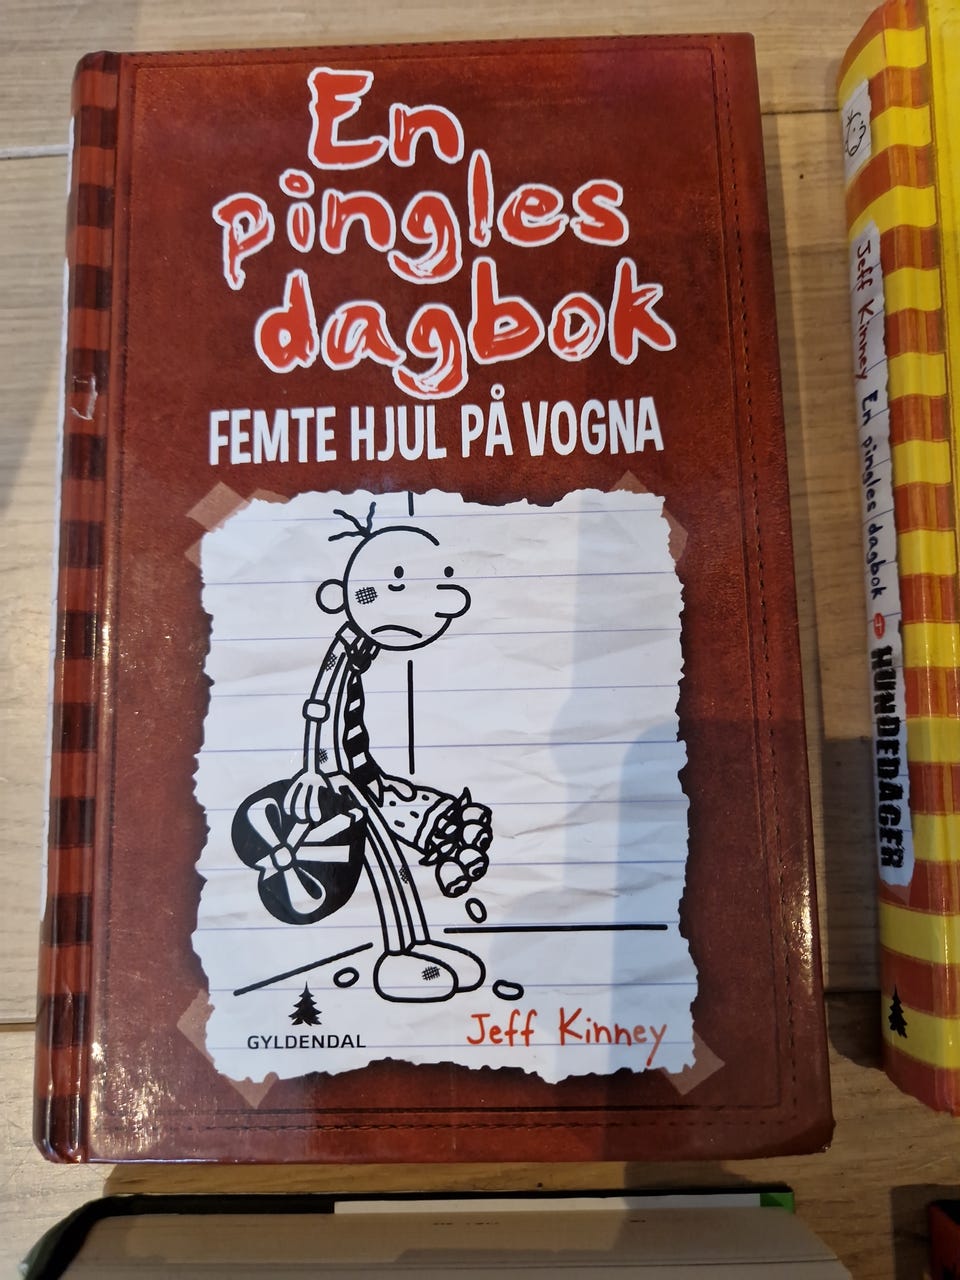 En
pingles
dagbok
FEMTE HJUL PÅ VOGNA
GYLDENDAL
Jeff Kinney
Jeff Kinney En pingles dagbok HUNDEDAGER